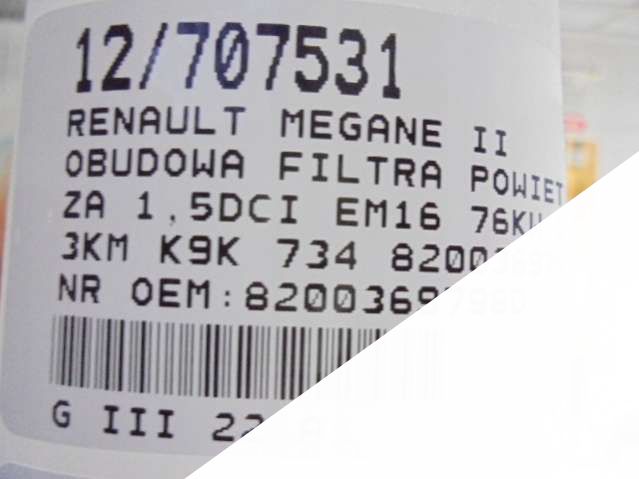 12/707531
RENAULT MEGANE II
OBUDOWA FILTRA
ZA 1,5DCI EM16
3KM K9K 734
NR OEM:
G III